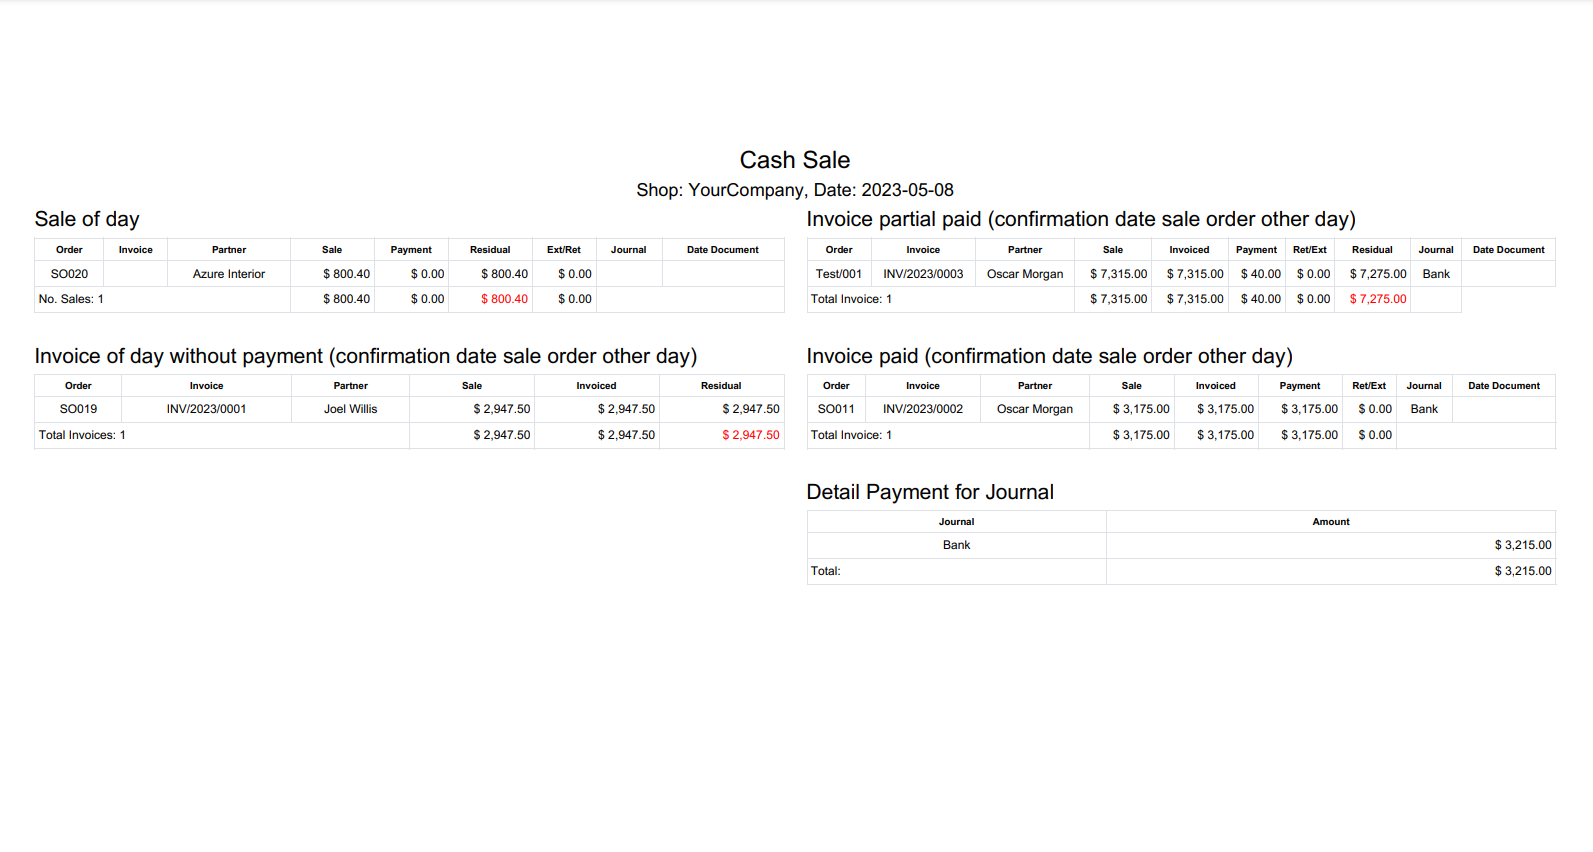 Cash Sale
Shop: YourCompany, Date: 2023-05-08
Sale of day
Order Invoice Partner Sale Payment Residual Ext/Ret Journal Date Document
SO020 Azure Interior $ 800.40 $ 0.00 $ 800.40 $ 0.00
No. Sales: 1 $ 800.40 $ 0.00 $ 800.40 $ 0.00
Invoice of day without payment (confirmation date sale order other day)
Order Invoice Partner Sale Invoiced Residual
SO019 INV/2023/0001 Joel Willis $ 2,947.50 $ 2,947.50 $ 2,947.50
Total Invoices: 1 $ 2,947.50 $ 2,947.50 $ 2,947.50
Invoice partial paid (confirmation date sale order other day)
Order Invoice Partner Sale Invoiced Payment Ret/Ext Residual Journal Date Document
Test/001 INV/2023/0003 Oscar Morgan $ 7,315.00 $ 7,315.00 $ 40.00 $ 0.00 $ 7,275.00 Bank
Total Invoice: 1 $ 7,315.00 $ 7,315.00 $ 40.00 $ 0.00 $ 7,275.00
Invoice paid (confirmation date sale order other day)
Order Invoice Partner Sale Invoiced Payment Ret/Ext Journal Date Document
SO011 INV/2023/0002 Oscar Morgan $ 3,175.00 $ 3,175.00 $ 3,175.00 $ 0.00 Bank
Total Invoice: 1 $ 3,175.00 $ 3,175.00 $ 3,175.00 $ 0.00
Detail Payment for Journal
Journal Amount
Bank $ 3,215.00
Total: $ 3,215.00